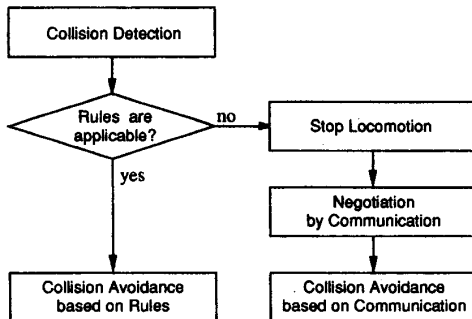 Collision Detection
Rules are
applicable?
no
Stop Locomotion
yes
Negotiation
by Communication
Collision Avoidance
based on Rules
Collision Avoidance
based on Communication